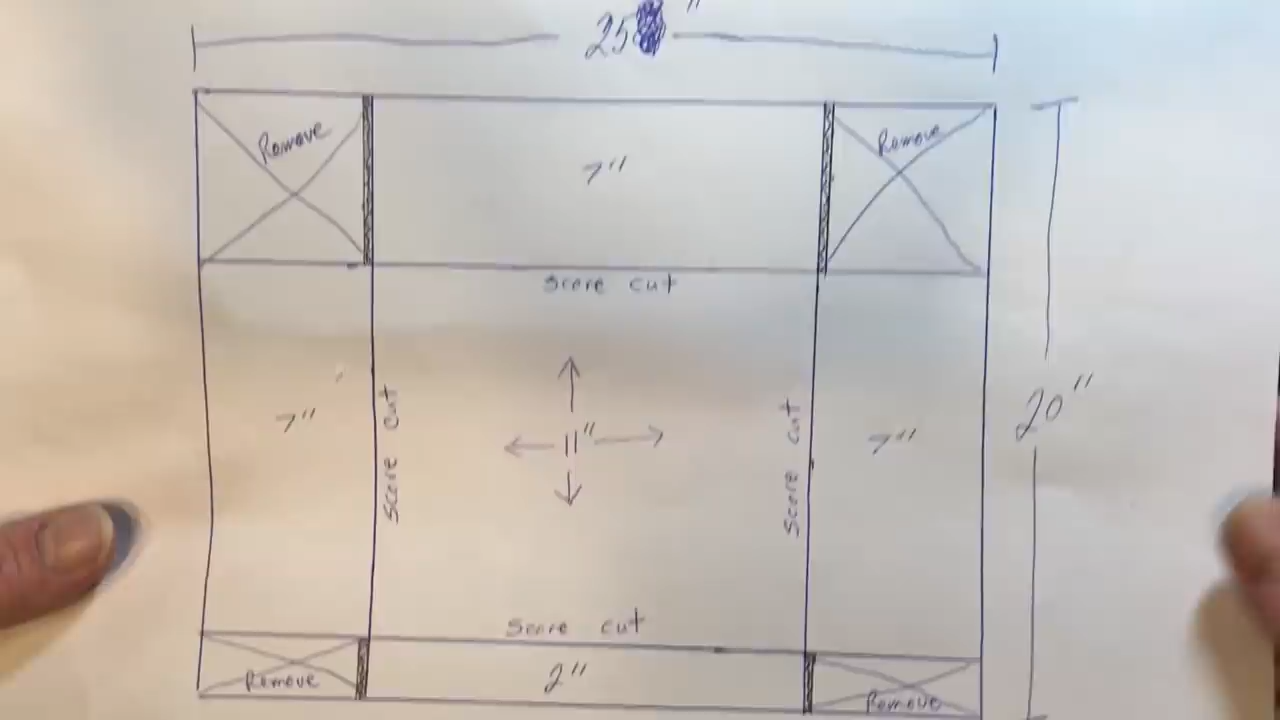 25"
Remove
7"
Remove
score cut
7"
score cut
11"
score cut
7"
20"
score cut
Remove
2"
Remove